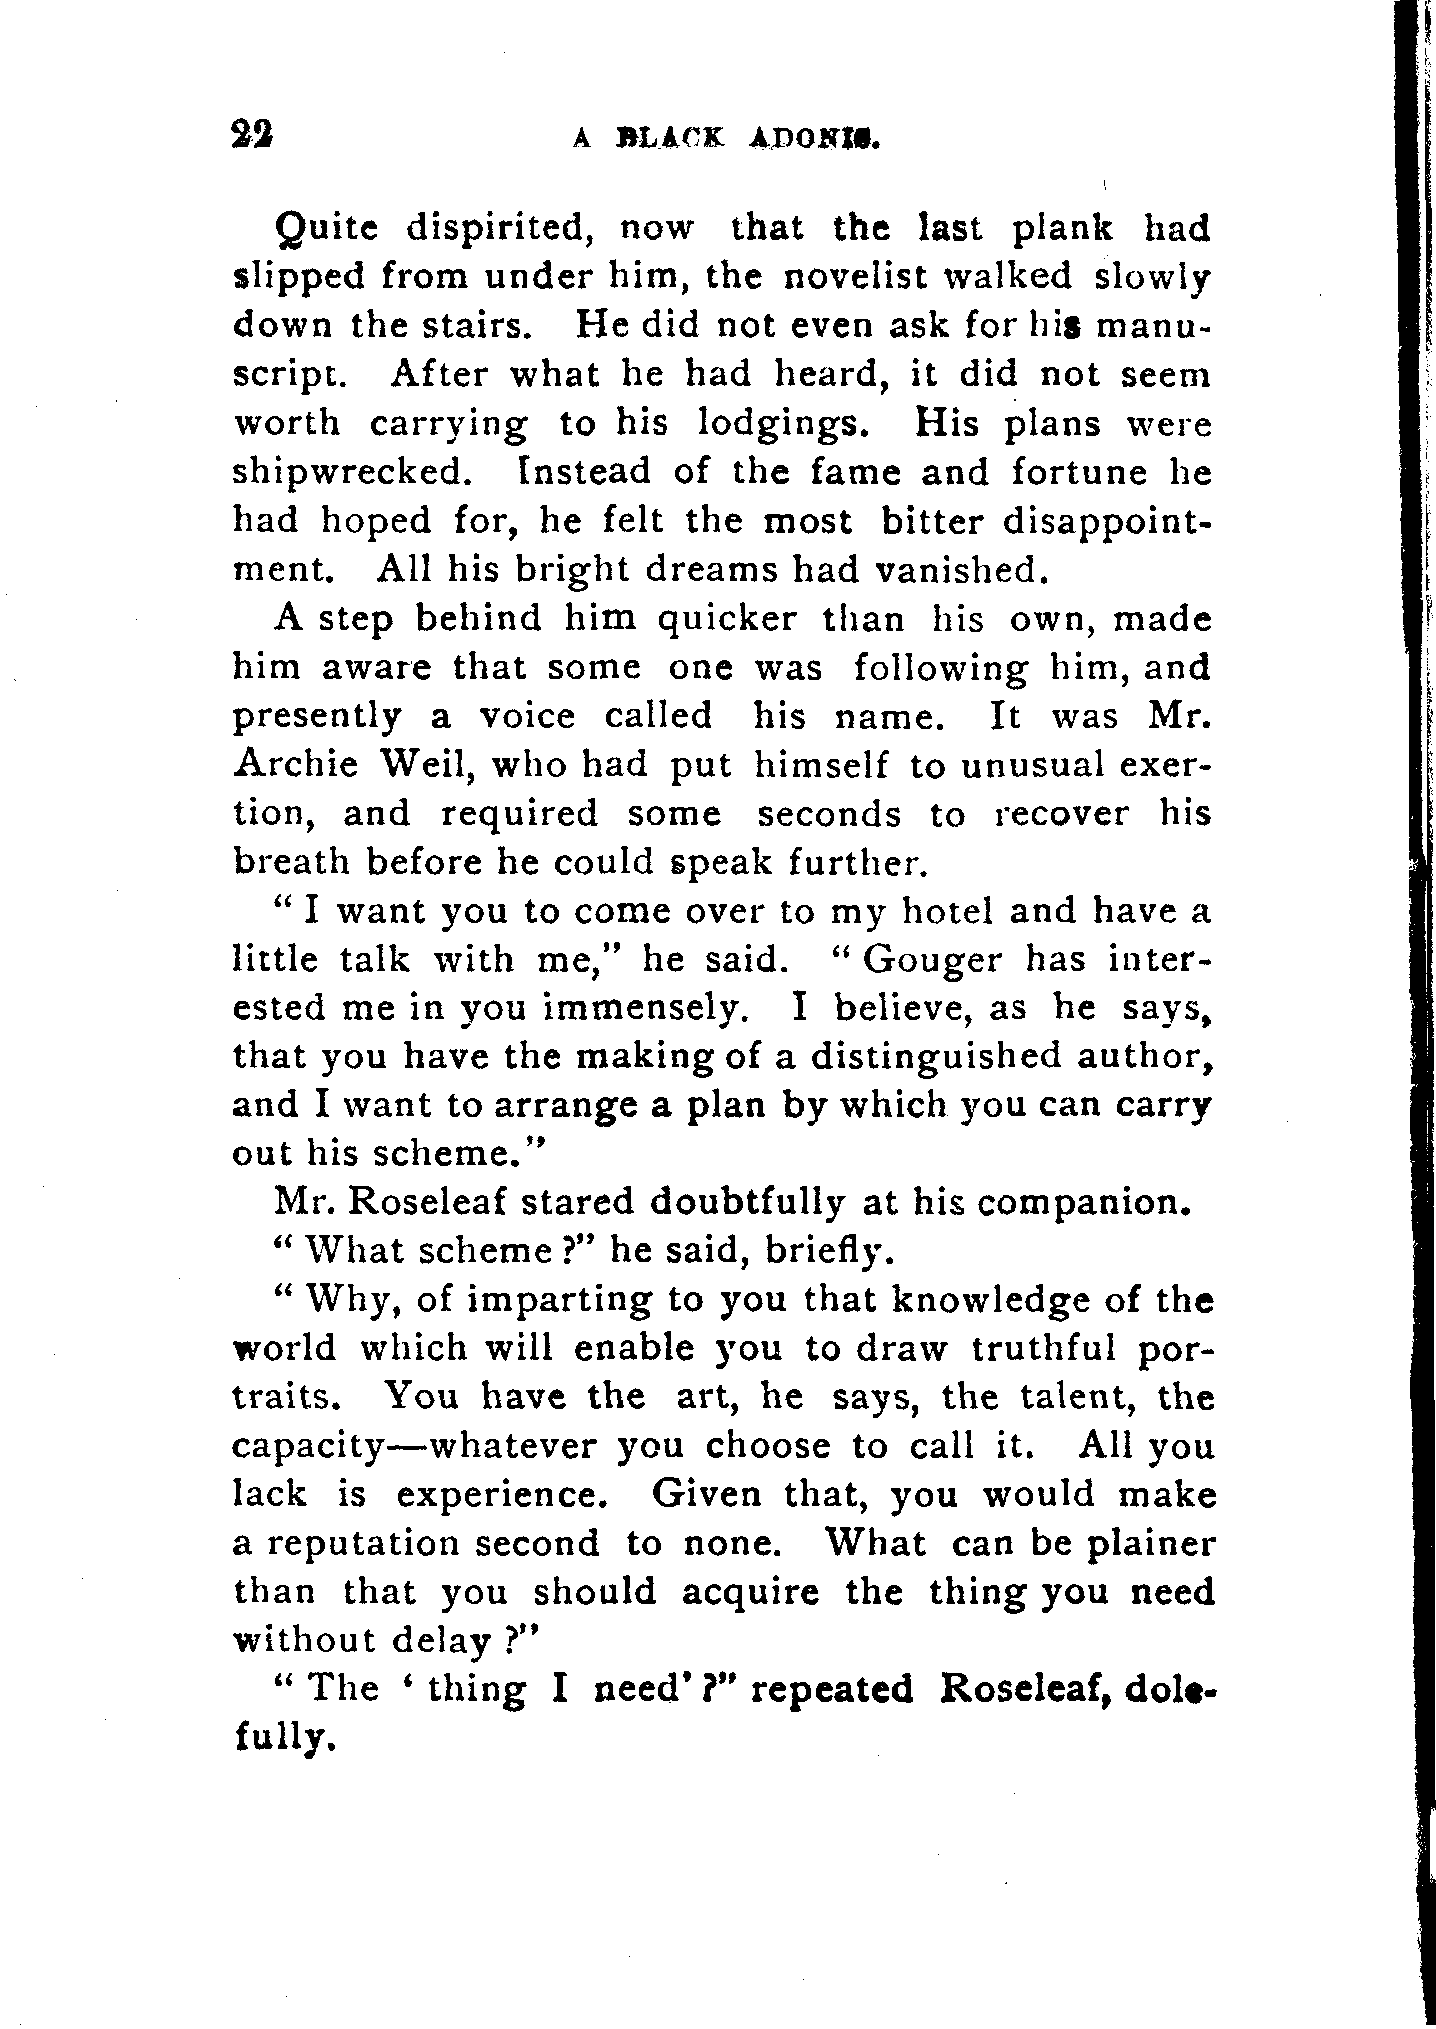 22 A BLACK ADONIS.
Quite dispirited, now that the last plank had
slipped from under him, the novelist walked slowly
down the stairs. He did not even ask for his manu-
script. After what he had heard, it did not seem
worth carrying to his lodgings. His plans were
shipwrecked. Instead of the fame and fortune he
had hoped for, he felt the most bitter disappoint-
ment. All his bright dreams had vanished.
A step behind him quicker than his own, made
him aware that some one was following him, and
presently a voice called his name. It was Mr.
Archie Weil, who had put himself to unusual exer-
tion, and required some seconds to recover his
breath before he could speak further.
“ I want you to come over to my hotel and have a
little talk with me,” he said. “ Gouger has inter-
ested me in you immensely. I believe, as he says,
that you have the making of a distinguished author,
and I want to arrange a plan by which you can carry
out his scheme.”
Mr. Roseleaf stared doubtfully at his companion.
“ What scheme ?” he said, briefly.
“ Why, of imparting to you that knowledge of the
world which will enable you to draw truthful por-
traits. You have the art, he says, the talent, the
capacity—whatever you choose to call it. All you
lack is experience. Given that, you would make
a reputation second to none. What can be plainer
than that you should acquire the thing you need
without delay ?”
“ The ‘ thing I need’ ?” repeated Roseleaf, dole-
fully.